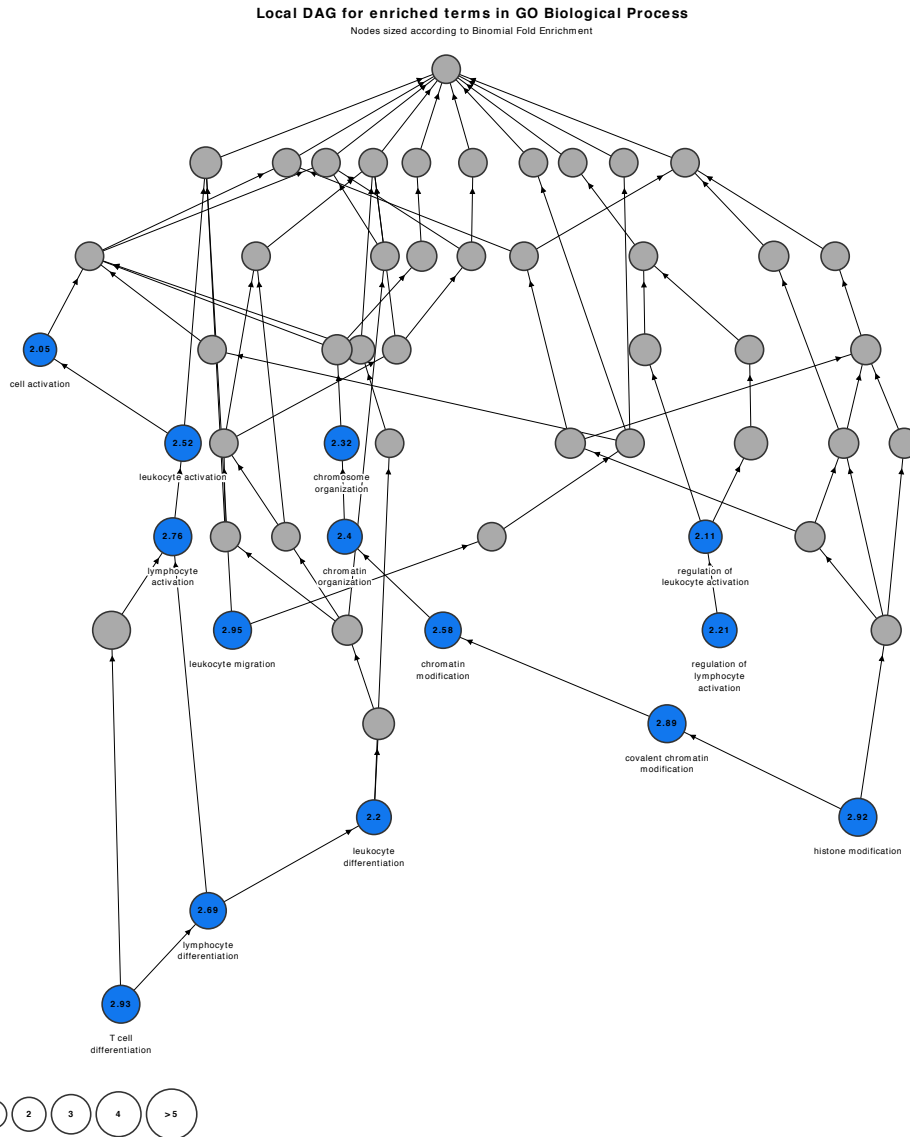 Local DAG for enriched terms in GO Biological Process
Nodes sized according to Binomial Fold Enrichment
2.05
cell activation
2.52
leukocyte activation
2.32
chromosome
organization
2.76
lymphocyte
activation
2.4
chromatin
organization
2.11
regulation of
leukocyte activation
2.95
leukocyte migration
2.58
chromatin
modification
2.21
regulation of
lymphocyte
activation
2.89
covalent chromatin
modification
2.2
leukocyte
differentiation
2.92
histone modification
2.69
lymphocyte
differentiation
2.93
T cell
differentiation
2
3
4
>5